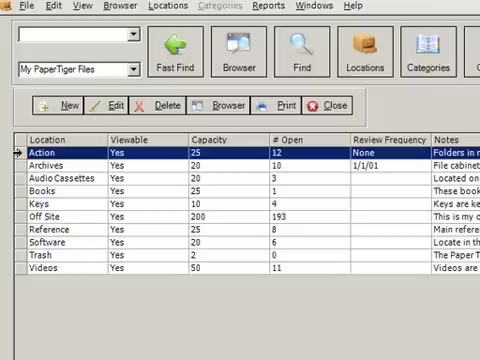 File Edit View Browser Locations Categories Reports Windows Help
Fast Find Browser Find Locations Categories
My PaperTiger Files
New Edit Delete Browser Print Close
Location Viewable Capacity # Open Review Frequency Notes
Action Yes 25 12 None Folders in
Archives Yes 20 10 1/1/01 File cabinet
Audio Cassettes Yes 20 3 Located on
Books Yes 25 1 These book
Keys Yes 10 4 Keys are ke
Off Site Yes 200 193 This is my o
Reference Yes 25 8 Main refere
Software Yes 20 6 Locate in th
Trash Yes 2 0 The Paper T
Videos Yes 50 11 Videos are